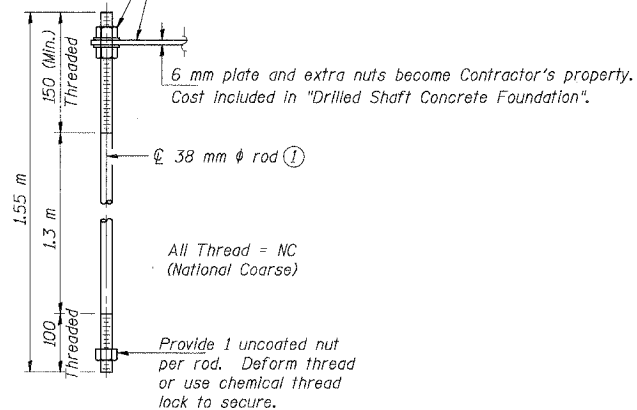 150 (Min.)
Threaded
6 mm plate and extra nuts become Contractor's property.
Cost included in "Drilled Shaft Concrete Foundation".
℄ 38 mm ϕ rod ①
1.55 m
1.3 m
All Thread = NC
(National Coarse)
100
Threaded
Provide 1 uncoated nut
per rod. Deform thread
or use chemical thread
lock to secure.